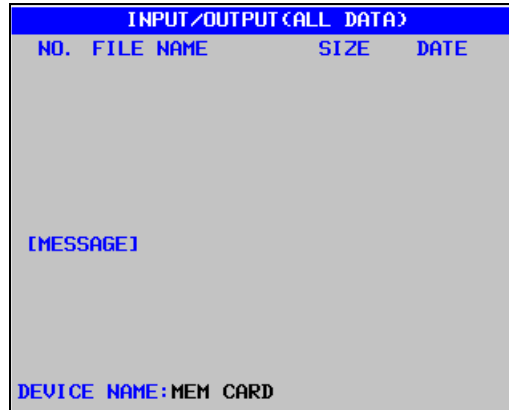 INPUT/OUTPUT(ALL DATA)
NO. FILE NAME SIZE DATE
[MESSAGE]
DEVICE NAME:MEM CARD